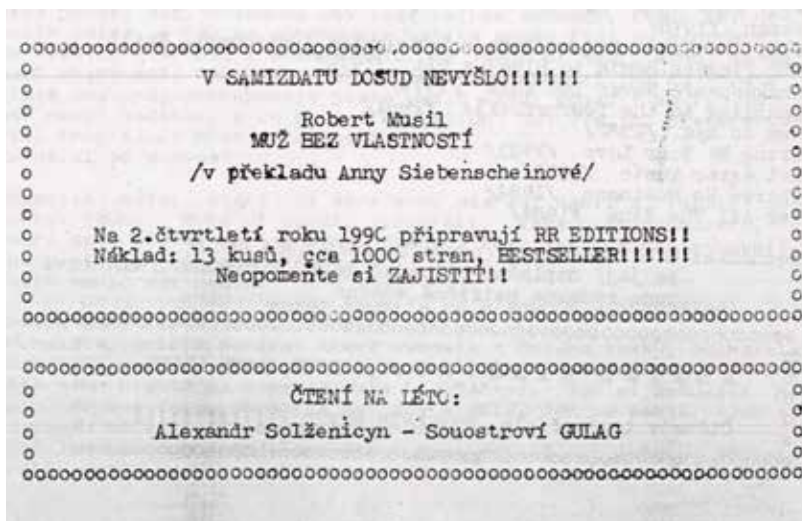 V SAMIZDATU DOSUD NEVYŠLO!!!!!!
Robert Musil
MUŽ BEZ VLASTNOSTÍ
/v překladu Anny Siebenscheinové/
Na 2.čtvrtletí roku 1990 připravují RR EDITIONS!!
Náklad: 13 kusů, cca 1000 stran, BESTSELLER!!!!!!
Neopomeňte si ZAJISTIT!!
ČTENÍ NA LÉTO:
Alexandr Solženicyn - Souostroví GULAG